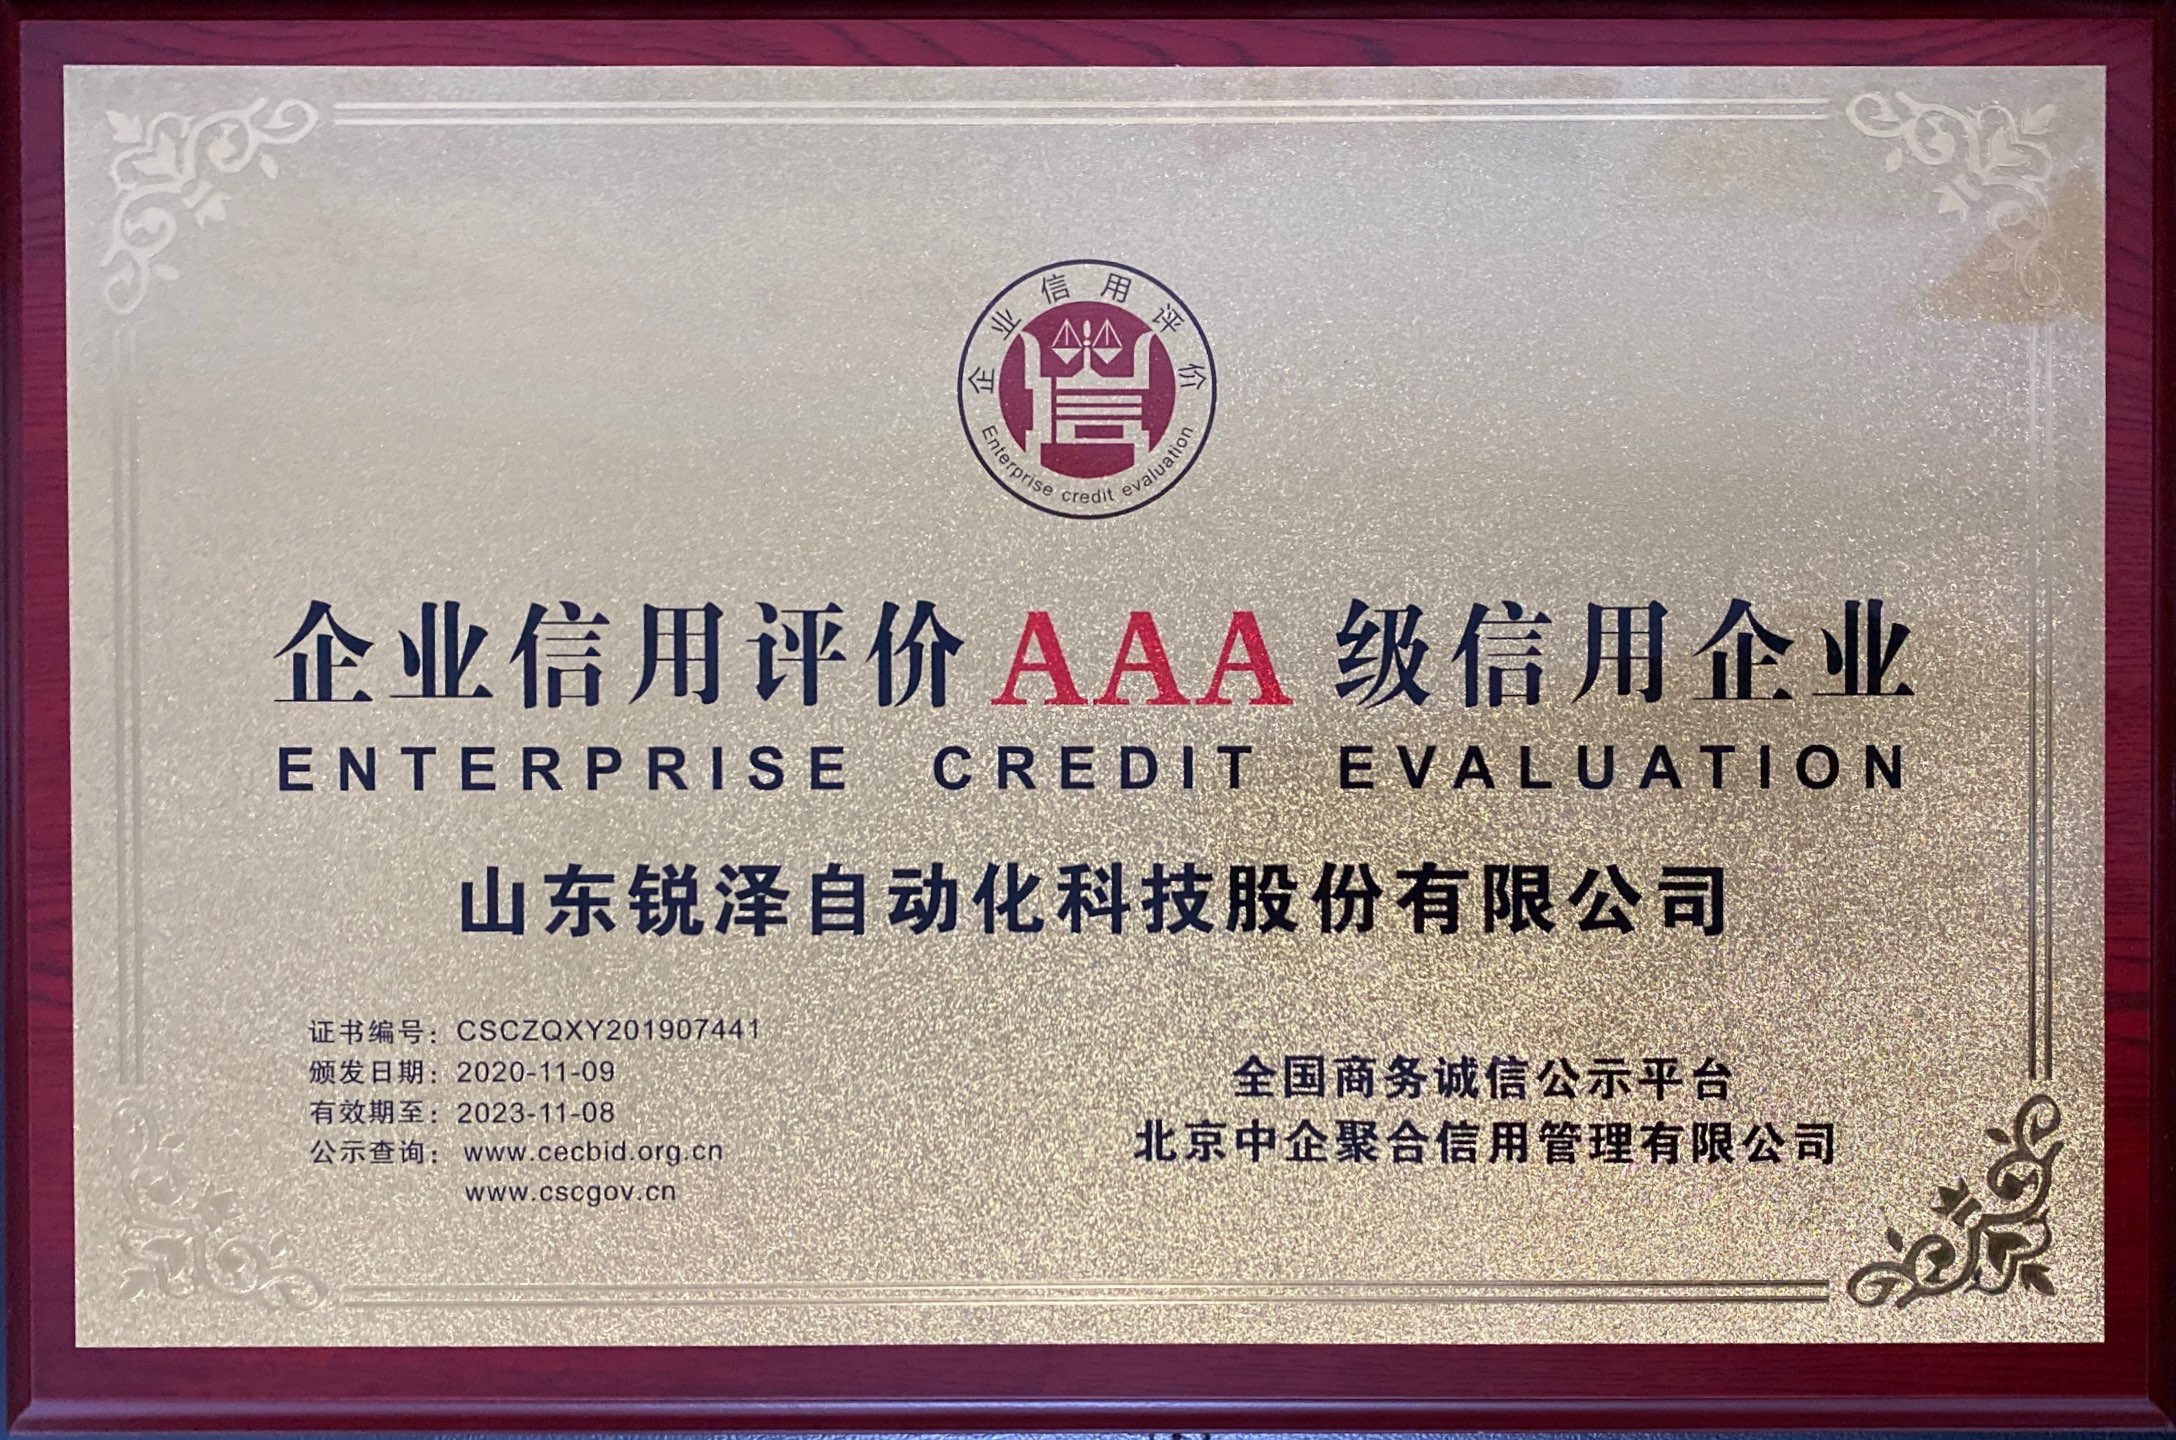 企业信用评价
Enterprise credit evaluation
企业信用评价AAA级信用企业
ENTERPRISE CREDIT EVALUATION
山东锐泽自动化科技股份有限公司
证书编号：CSCZQXY201907441
颁发日期：2020-11-09
有效期至：2023-11-08
公示查询：www.cecbid.org.cn
www.cscgov.cn
全国商务诚信公示平台
北京中企聚合信用管理有限公司